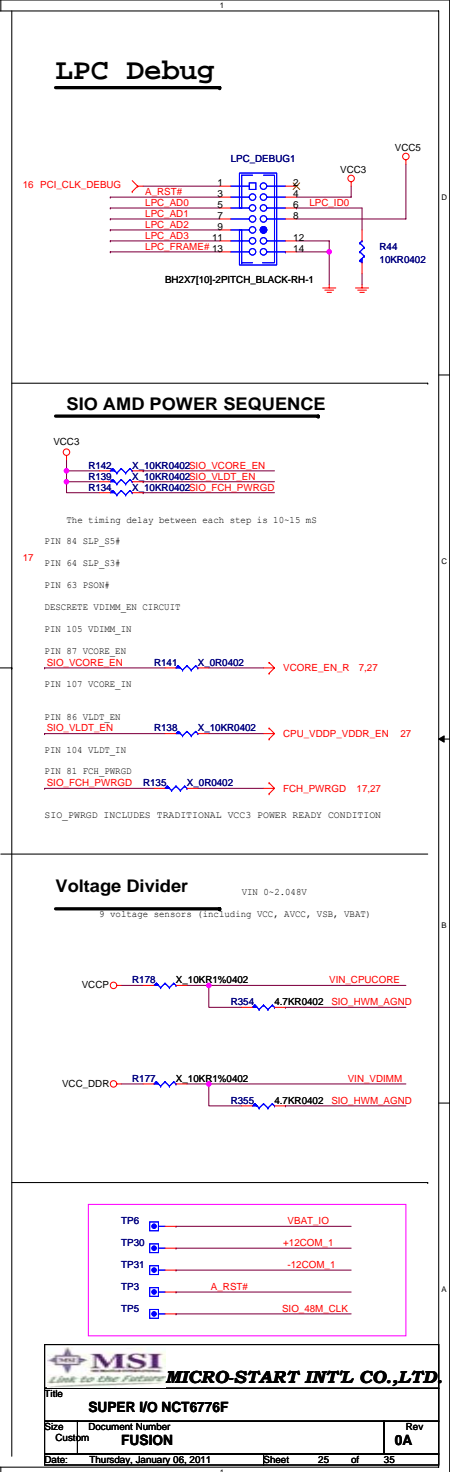 1
LPC Debug
LPC_DEBUG1
VCC5
VCC3
16 PCI_CLK_DEBUG 1 2
A_RST# 3 4
LPC_AD0 5 6 LPC_ID0
LPC_AD1 7 8
LPC_AD2 9
LPC_AD3 11 12
LPC_FRAME# 13 14
R44
10KR0402
BH2X7[10]-2PITCH_BLACK-RH-1
D
SIO AMD POWER SEQUENCE
VCC3
R142 X_10KR0402 SIO_VCORE_EN
R139 X_10KR0402 SIO_VLDT_EN
R134 X_10KR0402 SIO_FCH_PWRGD
The timing delay between each step is 10~15 mS
PIN 84 SLP_S5#
17
PIN 64 SLP_S3#
C
PIN 63 PSON#
DESCRETE VDIMM_EN CIRCUIT
PIN 105 VDIMM_IN
PIN 87 VCORE_EN
SIO_VCORE_EN R141 X_0R0402 VCORE_EN_R 7,27
PIN 107 VCORE_IN
PIN 86 VLDT_EN
SIO_VLDT_EN R138 X_10KR0402 CPU_VDDP_VDDR_EN 27
PIN 104 VLDT_IN
PIN 81 FCH_PWRGD
SIO_FCH_PWRGD R135 X_0R0402 FCH_PWRGD 17,27
SIO_PWRGD INCLUDES TRADITIONAL VCC3 POWER READY CONDITION
Voltage Divider
VIN 0~2.048V
9 voltage sensors (including VCC, AVCC, VSB, VBAT)
B
VCCP R178 X_10KR1%0402 VIN_CPUCORE
R354 4.7KR0402 SIO_HWM_AGND
VCC_DDR R177 X_10KR1%0402 VIN_VDIMM
R355 4.7KR0402 SIO_HWM_AGND
TP6 VBAT_IO
TP30 +12COM_1
TP31 -12COM_1
TP3 A_RST#
A
TP5 SIO_48M_CLK
MSI
Link to the Future
MICRO-START INT'L CO.,LTD.
Title
SUPER I/O NCT6776F
Size Document Number Rev
Custom FUSION 0A
Date: Thursday, January 06, 2011 Sheet 25 of 35
1